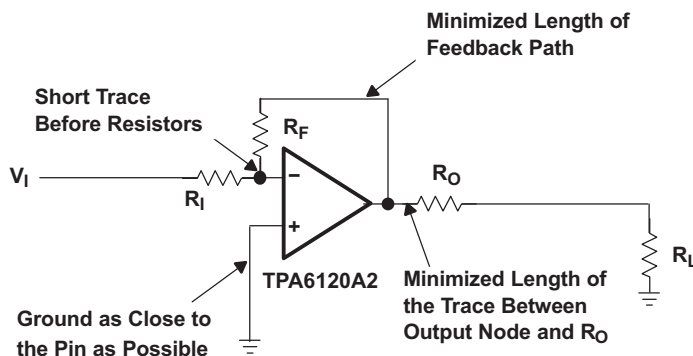 Minimized Length of
Feedback Path
Short Trace
Before Resistors
R_F
V_I
R_I
−
+
R_O
R_L
TPA6120A2
Minimized Length of
the Trace Between
Output Node and R_O
Ground as Close to
the Pin as Possible